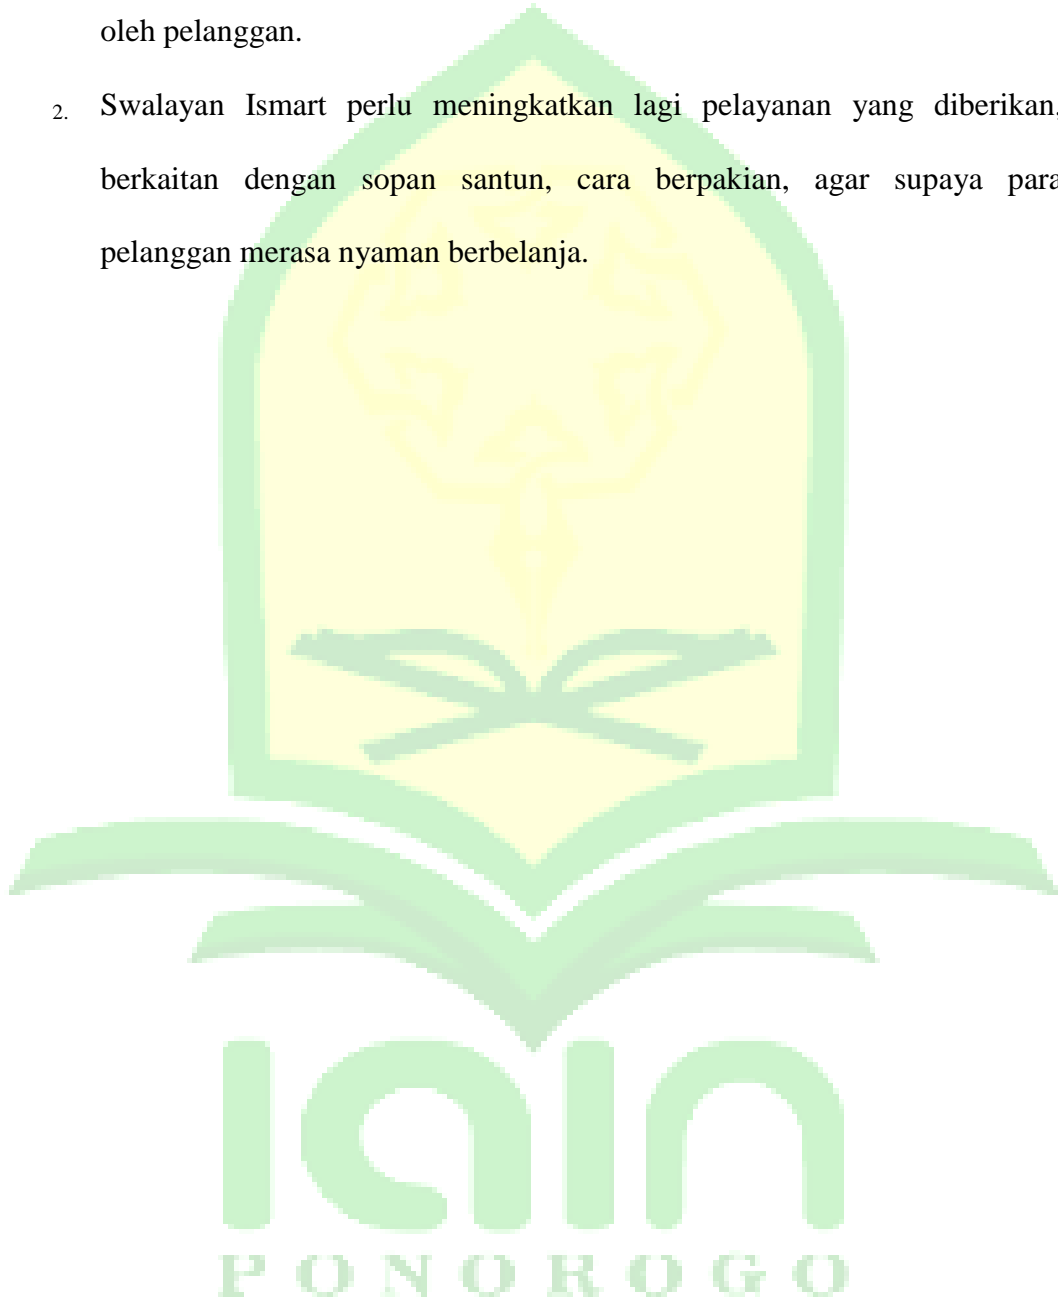 oleh pelanggan.
2. Swalayan Ismart perlu meningkatkan lagi pelayanan yang diberikan,
berkaitan dengan sopan santun, cara berpakian, agar supaya para
pelanggan merasa nyaman berbelanja.
IAIN
PONOROGO